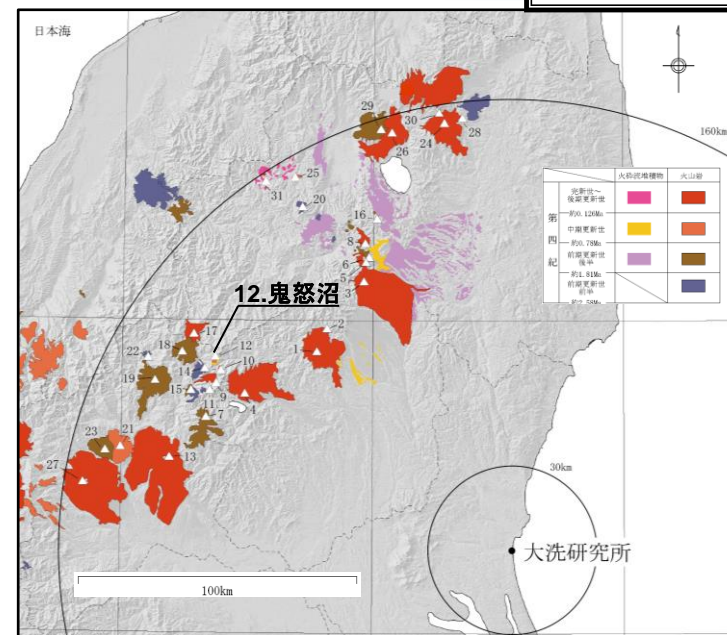 日本海
160km
29
30
24
28
26
25
31
20
16
8
6
5
3
12.鬼怒沼
17
2
18
12
22
14
10
1
19
15
9
4
11
7
23
21
13
27
30km
大洗研究所
100km
火砕流堆積物
火山岩
第四紀
完新世~
後期更新世
約0.126Ma
中期更新世
約0.78Ma
前期更新世
後半
約1.81Ma
前期更新世
前半
約2.58Ma